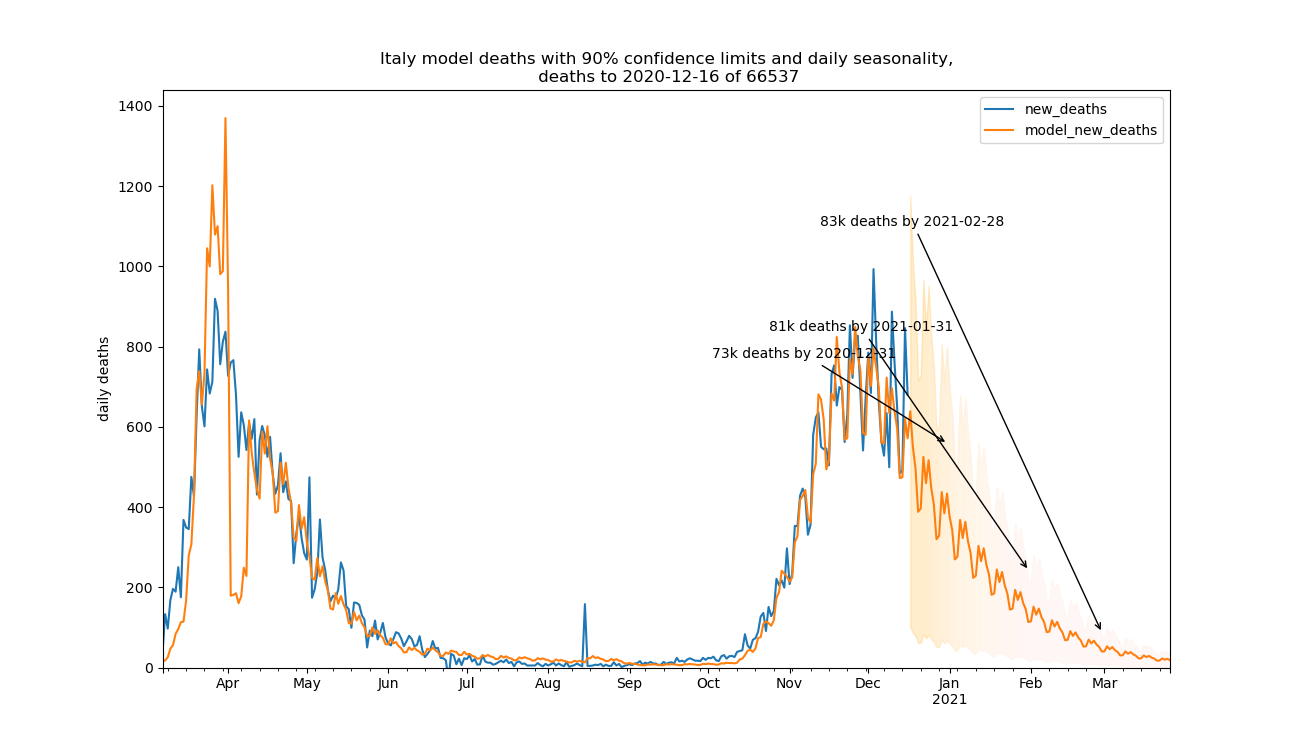 Italy model deaths with 90% confidence limits and daily seasonality,
deaths to 2020-12-16 of 66537
1400
1200
1000
800
600
400
200
0
daily deaths
new_deaths
model_new_deaths
83k deaths by 2021-02-28
81k deaths by 2021-01-31
73k deaths by 2020-12-31
Apr May Jun Jul Aug Sep Oct Nov Dec Jan Feb Mar
2021